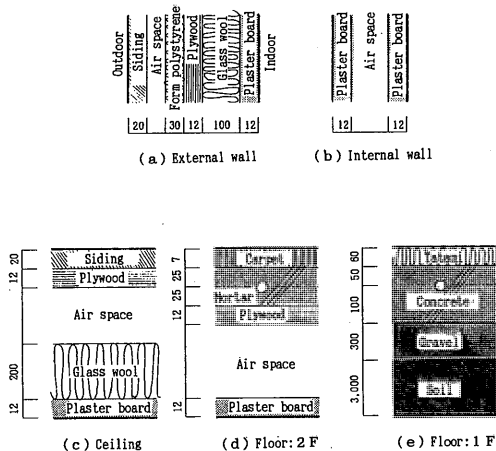 Outdoor
Siding
Air space
Form polystyrene
Plywood
Glass wool
Plaster board
Indoor
20 30 12 100 12
(a) External wall
Plaster board
Air space
Plaster board
12 12
(b) Internal wall
20
12
200
12
Siding
Plywood
Air space
Glass wool
Plaster board
(c) Ceiling
7
25
25
12
12
Carpet
Mortar
Plywood
Air space
Plaster board
(d) Floor: 2F
60
50
100
300
3,000
Tatami
Concrete
Gravel
Soil
(e) Floor: 1F